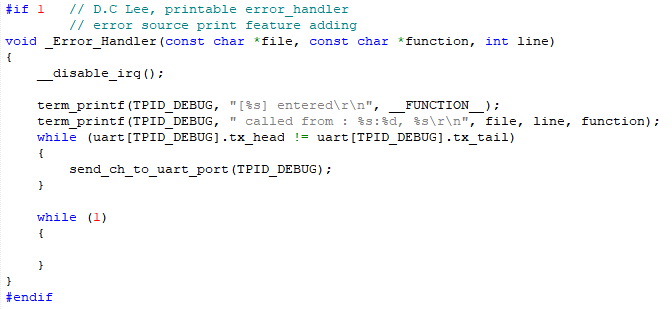 #if 1   // D.C Lee, printable error_handler
        // error source print feature adding
void _Error_Handler(const char *file, const char *function, int line)
{
    __disable_irq();

    term_printf(TPID_DEBUG, "[%s] entered\r\n", __FUNCTION__);
    term_printf(TPID_DEBUG, " called from : %s:%d, %s\r\n", file, line, function);
    while (uart[TPID_DEBUG].tx_head != uart[TPID_DEBUG].tx_tail)
    {
        send_ch_to_uart_port(TPID_DEBUG);
    }

    while (1)
    {

    }
}
#endif